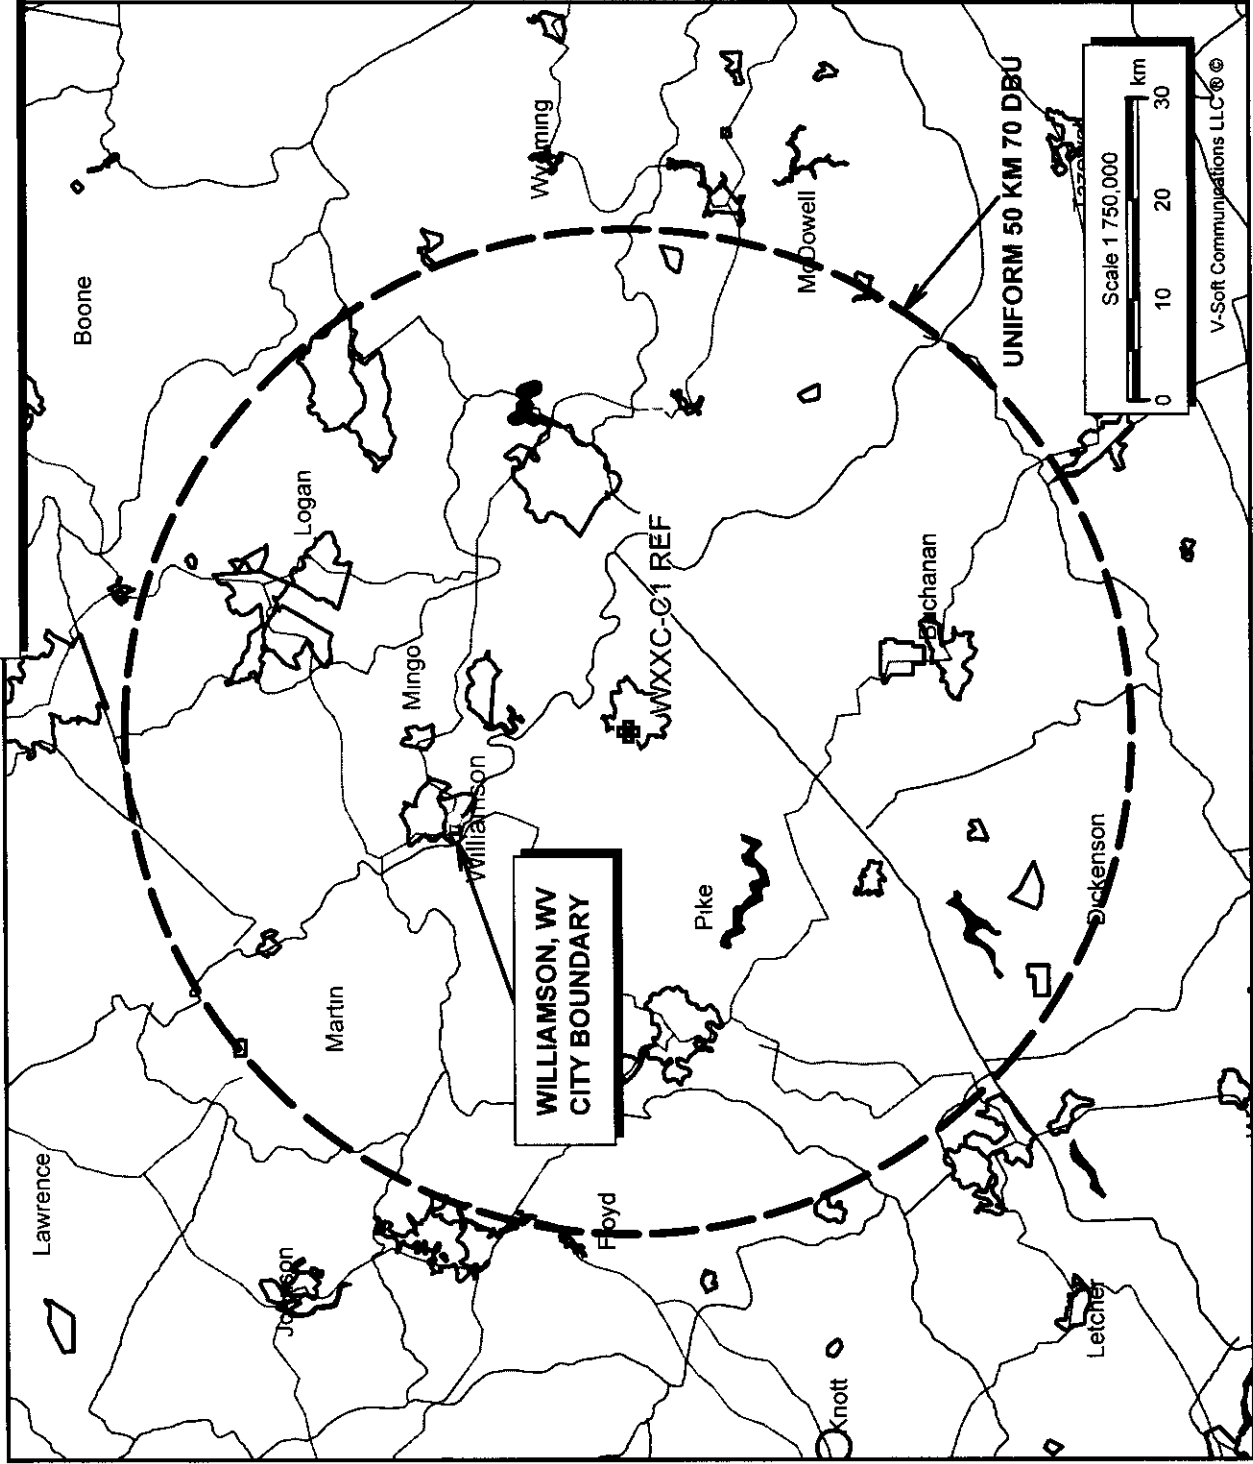 Lawrence
Boone
Johnson
Martin
Logan
Wyoming
Mingo
Williamson
WILLIAMSON, WV
CITY BOUNDARY
Floyd
Pike
WXXC-C1 REF
McDowell
Knott
Buchanan
UNIFORM 50 KM 70 DBU
Letcher
Dickenson
Scale 1 750,000
0 10 20 30
km
V-Soft Communications LLC ® ©